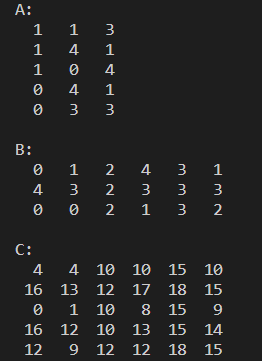 A:
1 1 3
1 4 1
1 0 4
0 4 1
0 3 3
B:
0 1 2 4 3 1
4 3 2 3 3 3
0 0 2 1 3 2
C:
4 4 10 10 15 10
16 13 12 17 18 15
0 1 10 8 15 9
16 12 10 13 15 14
12 9 12 12 18 15